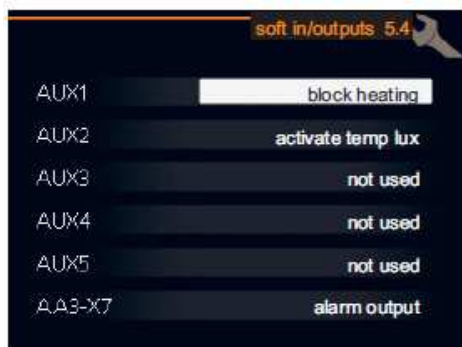 soft in/outputs 5.4
AUX1 block heating
AUX2 activate temp lux
AUX3 not used
AUX4 not used
AUX5 not used
AA3-X7 alarm output